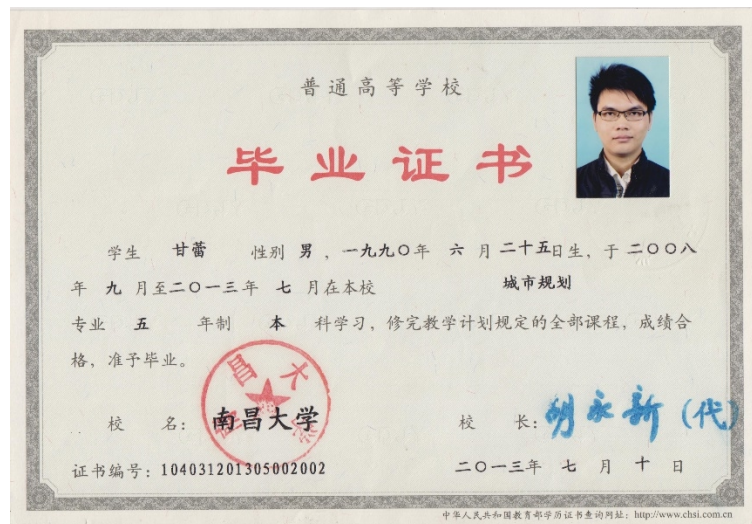 普通高等学校
毕业证书
学生 甘蕾 性别 男，一九九〇年 六 月 二十五日生，于 二〇〇八
年 九 月至二〇一三年 七 月在本校 城市规划
专业 五 年制 本 科学习，修完教学计划规定的全部课程，成绩合
格，准予毕业。
校 名：南昌大学
校 长：胡永新（代）
证书编号：104031201305002002
二〇一三年 七 月 十 日
中华人民共和国教育部学历证书查询网址：http://www.chsi.com.cn